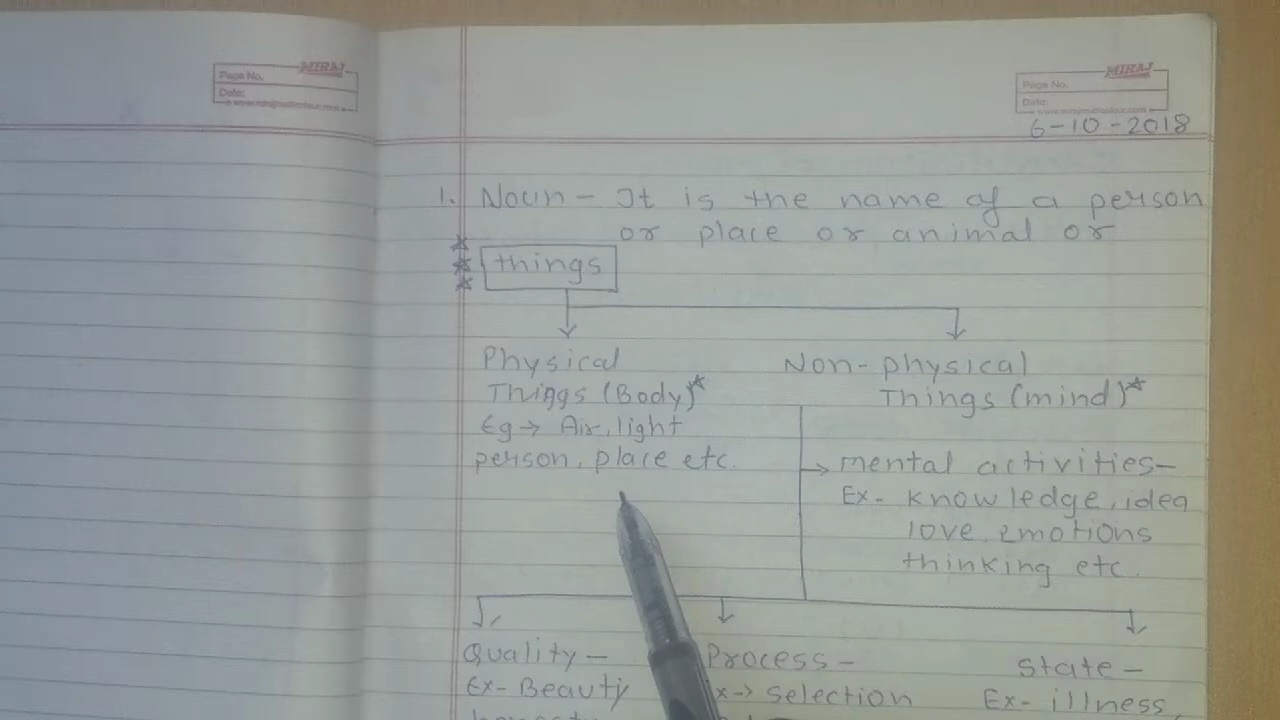 MIRAJ
Page No.
Date:
MIRAJ
Page No.
Date:
6-10-2018
1. Noun - It is the name of a person
or place or animal or
things
Physical
Things (Body)*
Eg → Air, light
person, place etc.
Non-physical
Things (mind)*
→ mental activities-
Ex- knowledge, idea
love, emotions
thinking etc.
Quality -
Ex- Beauty
Process -
x→ selection
State -
Ex- illness,